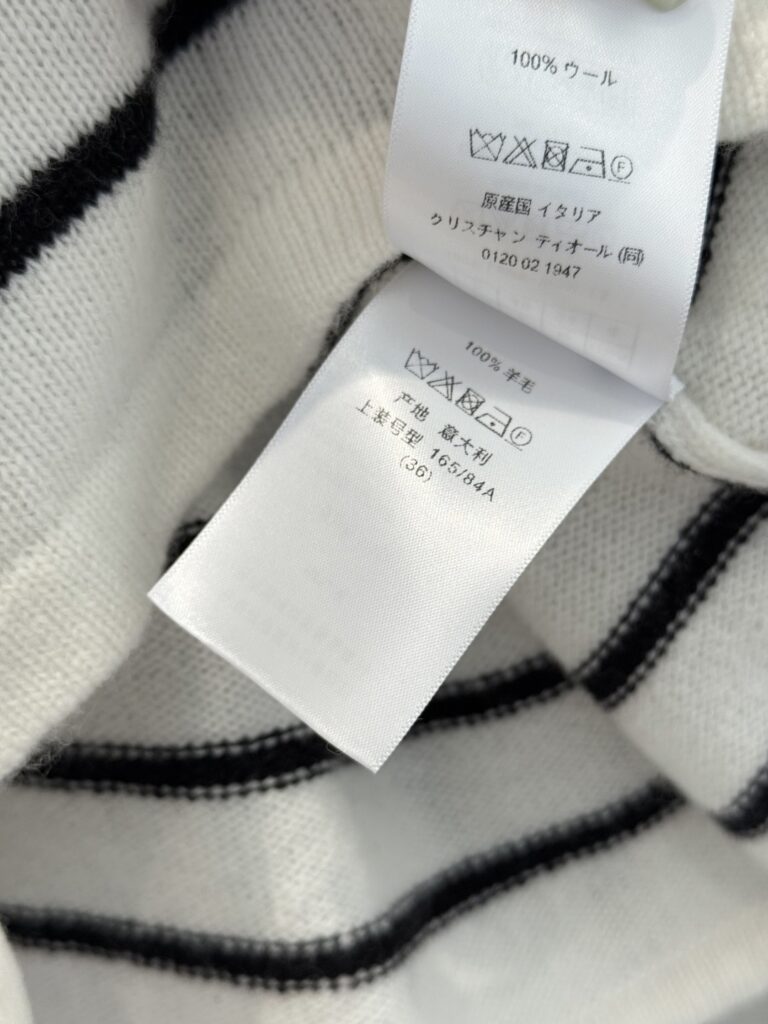 100% ウール
F
原産国 イタリア
クリスチャン ディオール (同)
0120 02 1947
100% 羊毛
F
产地 意大利
上装号型 165/84A
(36)